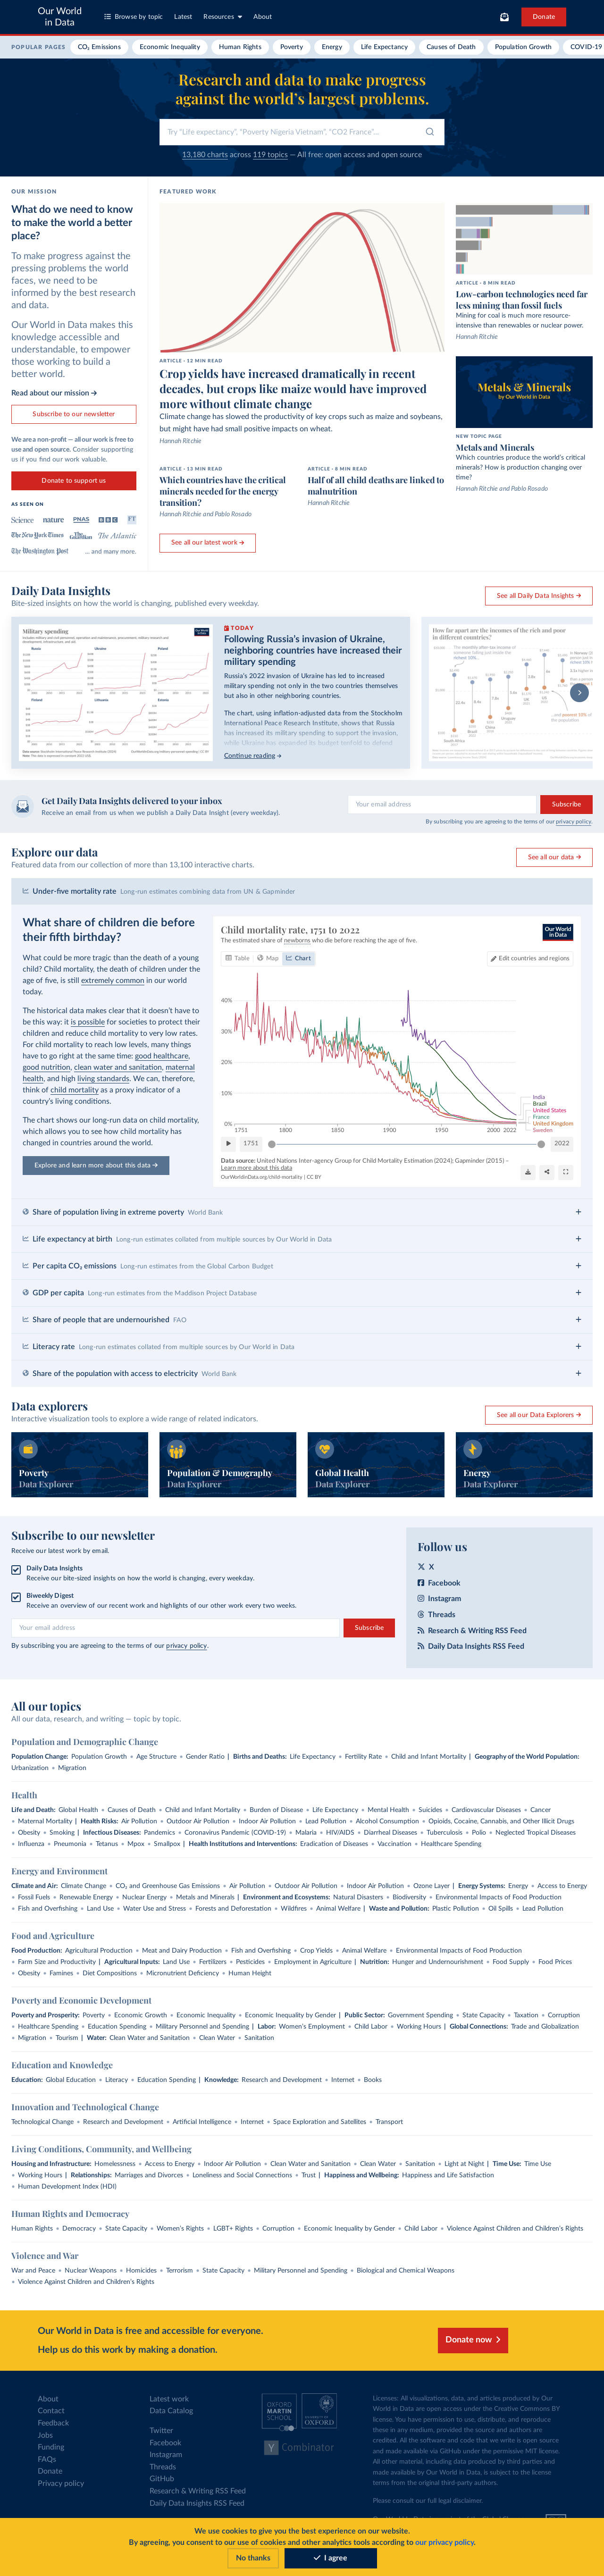 Our World
in Data
Browse by topic
Latest
Resources
About
Donate
POPULAR PAGES
CO₂ Emissions
Economic Inequality
Human Rights
Poverty
Energy
Life Expectancy
Causes of Death
Population Growth
COVID-19
Research and data to make progress
against the world's largest problems.
Try "Life expectancy", "Poverty Nigeria Vietnam", "CO2 France"...
13,180 charts across 119 topics — All free: open access and open source
OUR MISSION
What do we need to know
to make the world a better
place?
To make progress against the
pressing problems the world
faces, we need to be
informed by the best research
and data.
Our World in Data makes this
knowledge accessible and
understandable, to empower
those working to build a
better world.
Read about our mission →
Subscribe to our newsletter
We are a non-profit — all our work is free to
use and open source. Consider supporting
us if you find our work valuable.
Donate to support us
AS SEEN ON
Science
nature
PNAS
BBC
FT
The New York Times
The Guardian
The Atlantic
The Washington Post
... and many more.
FEATURED WORK
ARTICLE · 12 MIN READ
Crop yields have increased dramatically in recent
decades, but crops like maize would have improved
more without climate change
Climate change has slowed the productivity of key crops such as maize and soybeans,
but might have had small positive impacts on wheat.
Hannah Ritchie
ARTICLE · 13 MIN READ
Which countries have the critical
minerals needed for the energy
transition?
Hannah Ritchie and Pablo Rosado
ARTICLE · 8 MIN READ
Half of all child deaths are linked to
malnutrition
Hannah Ritchie
See all our latest work →
ARTICLE · 8 MIN READ
Low-carbon technologies need far
less mining than fossil fuels
Mining for coal is much more resource-
intensive than renewables or nuclear power.
Hannah Ritchie
Metals & Minerals
by Our World in Data
NEW TOPIC PAGE
Metals and Minerals
Which countries produce the world's critical
minerals? How is production changing over
time?
Hannah Ritchie and Pablo Rosado
Daily Data Insights
Bite-sized insights on how the world is changing, published every weekday.
See all Daily Data Insights →
Military spending
Russia
Ukraine
Estonia
Finland
Lithuania
Sweden
Poland
TODAY
Following Russia's invasion of Ukraine,
neighboring countries have increased their
military spending
Russia's 2022 invasion of Ukraine has led to increased
military spending not only in the two countries themselves
but also in other neighboring countries.
The chart, using inflation-adjusted data from the Stockholm
International Peace Research Institute, shows that Russia
has increased its military spending to support the invasion,
while Ukraine has expanded its budget tenfold to defend
Continue reading →
How far apart are the incomes of the rich and poor
in different countries?
South Africa
Brazil
China
Uruguay
Get Daily Data Insights delivered to your inbox
Receive an email from us when we publish a Daily Data Insight (every weekday).
Your email address
Subscribe
By subscribing you are agreeing to the terms of our privacy policy.
Explore our data
Featured data from our collection of more than 13,100 interactive charts.
See all our data →
Under-five mortality rate Long-run estimates combining data from UN & Gapminder
What share of children die before
their fifth birthday?
What could be more tragic than the death of a young
child? Child mortality, the death of children under the
age of five, is still extremely common in our world
today.
The historical data makes clear that it doesn't have to
be this way: it is possible for societies to protect their
children and reduce child mortality to very low rates.
For child mortality to reach low levels, many things
have to go right at the same time: good healthcare,
good nutrition, clean water and sanitation, maternal
health, and high living standards. We can, therefore,
think of child mortality as a proxy indicator of a
country's living conditions.
The chart shows our long-run data on child mortality,
which allows you to see how child mortality has
changed in countries around the world.
Explore and learn more about this data →
Child mortality rate, 1751 to 2022
The estimated share of newborns who die before reaching the age of five.
Our World
in Data
Table
Map
Chart
Edit countries and regions
40%
30%
20%
10%
0%
1751
1800
1850
1900
1950
2000
2022
India
Brazil
United States
France
United Kingdom
Sweden
1751
2022
Data source: United Nations Inter-agency Group for Child Mortality Estimation (2024); Gapminder (2015) –
Learn more about this data
OurWorldinData.org/child-mortality | CC BY
Share of population living in extreme poverty World Bank
Life expectancy at birth Long-run estimates collated from multiple sources by Our World in Data
Per capita CO₂ emissions Long-run estimates from the Global Carbon Budget
GDP per capita Long-run estimates from the Maddison Project Database
Share of people that are undernourished FAO
Literacy rate Long-run estimates collated from multiple sources by Our World in Data
Share of the population with access to electricity World Bank
Data explorers
Interactive visualization tools to explore a wide range of related indicators.
See all our Data Explorers →
Poverty
Data Explorer
Population & Demography
Data Explorer
Global Health
Data Explorer
Energy
Data Explorer
Subscribe to our newsletter
Receive our latest work by email.
Daily Data Insights
Receive our bite-sized insights on how the world is changing, every weekday.
Biweekly Digest
Receive an overview of our recent work and highlights of our other work every two weeks.
Your email address
Subscribe
By subscribing you are agreeing to the terms of our privacy policy.
Follow us
X
Facebook
Instagram
Threads
Research & Writing RSS Feed
Daily Data Insights RSS Feed
All our topics
All our data, research, and writing — topic by topic.
Population and Demographic Change
Population Change: Population Growth • Age Structure • Gender Ratio | Births and Deaths: Life Expectancy • Fertility Rate • Child and Infant Mortality | Geography of the World Population:
Urbanization • Migration
Health
Life and Death: Global Health • Causes of Death • Child and Infant Mortality • Burden of Disease • Life Expectancy • Mental Health • Suicides • Cardiovascular Diseases • Cancer
• Maternal Mortality | Health Risks: Air Pollution • Outdoor Air Pollution • Indoor Air Pollution • Lead Pollution • Alcohol Consumption • Opioids, Cocaine, Cannabis, and Other Illicit Drugs
• Obesity • Smoking | Infectious Diseases: Pandemics • Coronavirus Pandemic (COVID-19) • Malaria • HIV/AIDS • Diarrheal Diseases • Tuberculosis • Polio • Neglected Tropical Diseases
• Influenza • Pneumonia • Tetanus • Mpox • Smallpox | Health Institutions and Interventions: Eradication of Diseases • Vaccination • Healthcare Spending
Energy and Environment
Climate and Air: Climate Change • CO₂ and Greenhouse Gas Emissions • Air Pollution • Outdoor Air Pollution • Indoor Air Pollution • Ozone Layer | Energy Systems: Energy • Access to Energy
• Fossil Fuels • Renewable Energy • Nuclear Energy • Metals and Minerals | Environment and Ecosystems: Natural Disasters • Biodiversity • Environmental Impacts of Food Production
• Fish and Overfishing • Land Use • Water Use and Stress • Forests and Deforestation • Wildfires • Animal Welfare | Waste and Pollution: Plastic Pollution • Oil Spills • Lead Pollution
Food and Agriculture
Food Production: Agricultural Production • Meat and Dairy Production • Fish and Overfishing • Crop Yields • Animal Welfare • Environmental Impacts of Food Production
• Farm Size and Productivity | Agricultural Inputs: Land Use • Fertilizers • Pesticides • Employment in Agriculture | Nutrition: Hunger and Undernourishment • Food Supply • Food Prices
• Obesity • Famines • Diet Compositions • Micronutrient Deficiency • Human Height
Poverty and Economic Development
Poverty and Prosperity: Poverty • Economic Growth • Economic Inequality • Economic Inequality by Gender | Public Sector: Government Spending • State Capacity • Taxation • Corruption
• Healthcare Spending • Education Spending • Military Personnel and Spending | Labor: Women's Employment • Child Labor • Working Hours | Global Connections: Trade and Globalization
• Migration • Tourism | Water: Clean Water and Sanitation • Clean Water • Sanitation
Education and Knowledge
Education: Global Education • Literacy • Education Spending | Knowledge: Research and Development • Internet • Books
Innovation and Technological Change
Technological Change • Research and Development • Artificial Intelligence • Internet • Space Exploration and Satellites • Transport
Living Conditions, Community, and Wellbeing
Housing and Infrastructure: Homelessness • Access to Energy • Indoor Air Pollution • Clean Water and Sanitation • Clean Water • Sanitation • Light at Night | Time Use: Time Use
• Working Hours | Relationships: Marriages and Divorces • Loneliness and Social Connections • Trust | Happiness and Wellbeing: Happiness and Life Satisfaction
• Human Development Index (HDI)
Human Rights and Democracy
Human Rights • Democracy • State Capacity • Women's Rights • LGBT+ Rights • Corruption • Economic Inequality by Gender • Child Labor • Violence Against Children and Children's Rights
Violence and War
War and Peace • Nuclear Weapons • Homicides • Terrorism • State Capacity • Military Personnel and Spending • Biological and Chemical Weapons
• Violence Against Children and Children's Rights
Our World in Data is free and accessible for everyone.
Help us do this work by making a donation.
Donate now
About
Contact
Feedback
Jobs
Funding
FAQs
Donate
Privacy policy
Latest work
Data Catalog
Twitter
Facebook
Instagram
Threads
GitHub
Research & Writing RSS Feed
Daily Data Insights RSS Feed
OXFORD
MARTIN
SCHOOL
UNIVERSITY OF
OXFORD
Y Combinator
Licenses: All visualizations, data, and articles produced by Our
World in Data are open access under the Creative Commons BY
license. You have permission to use, distribute, and reproduce
these in any medium, provided the source and authors are
credited. All the software and code that we write is open source
and made available via GitHub under the permissive MIT license.
All other material, including data produced by third parties and
made available by Our World in Data, is subject to the license
terms from the original third-party authors.
Please consult our full legal disclaimer.
We use cookies to give you the best experience on our website.
By agreeing, you consent to our use of cookies and other analytics tools according to our privacy policy.
No thanks
I agree